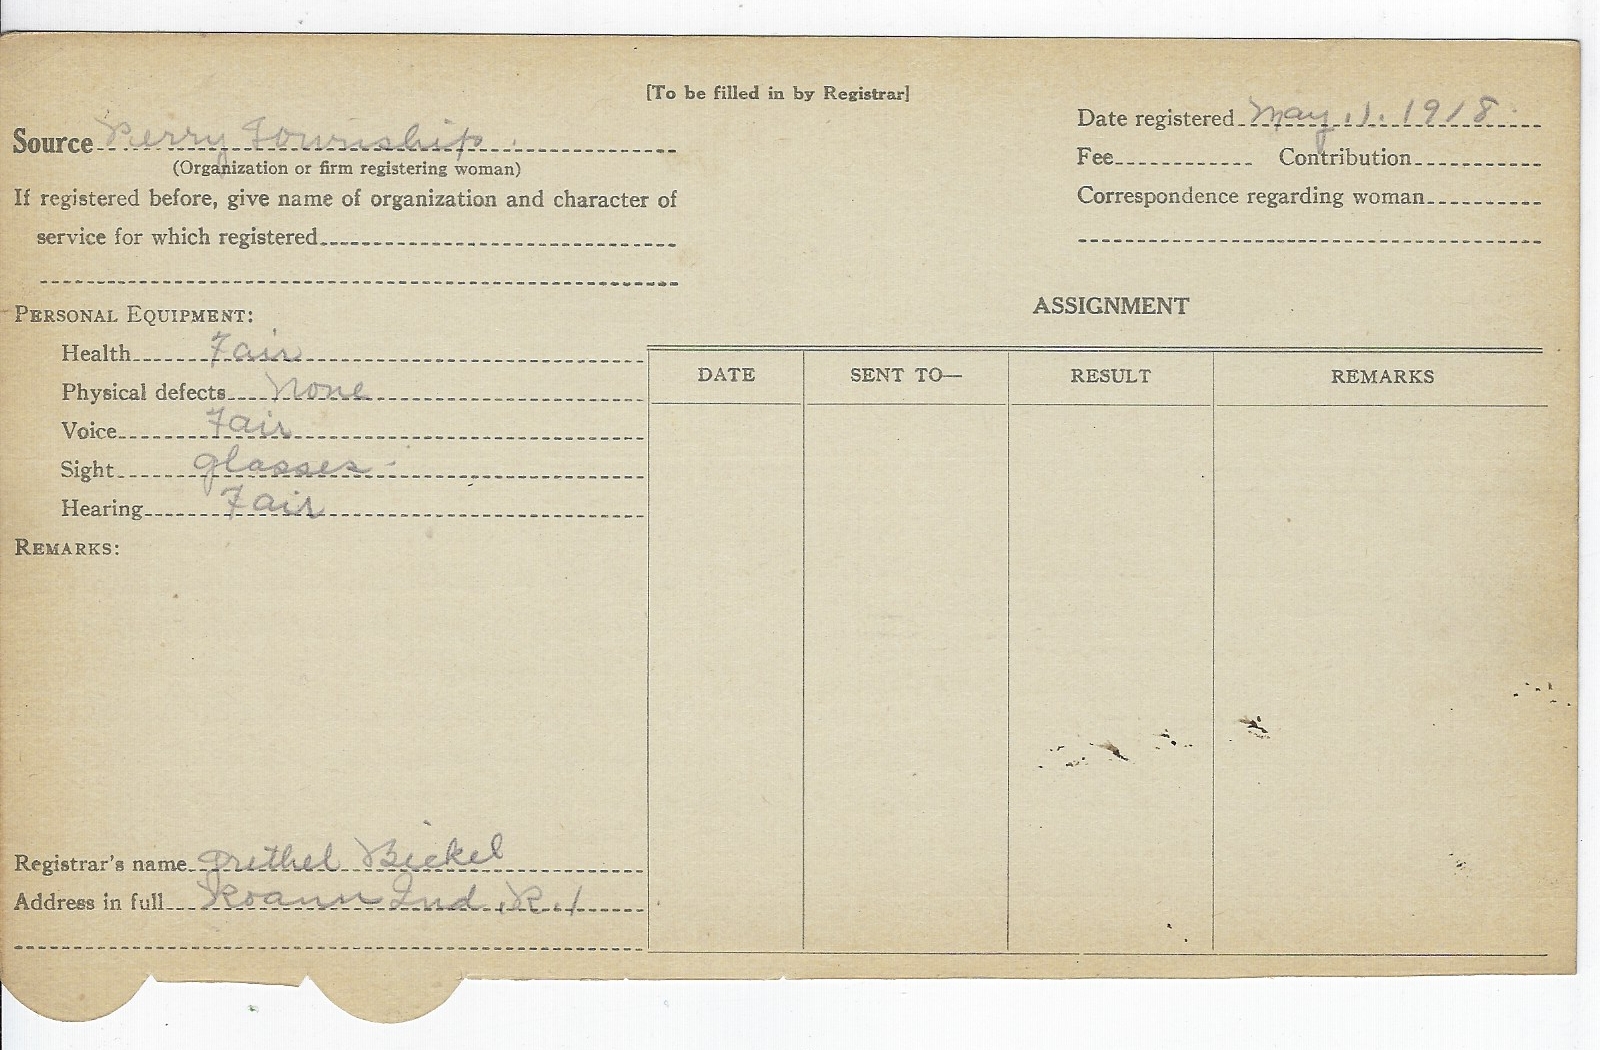 [To be filled in by Registrar]
Source Perry Township
(Organization or firm registering woman)
If registered before, give name of organization and character of
service for which registered
Date registered May .1. 1918
Fee Contribution
Correspondence regarding woman
PERSONAL EQUIPMENT:
Health Fair
Physical defects None
Voice Fair
Sight glasses
Hearing Fair
REMARKS:
ASSIGNMENT
DATE SENT TO— RESULT REMARKS
Registrar's name Grethel Bickel
Address in full Roann Ind. R. 1